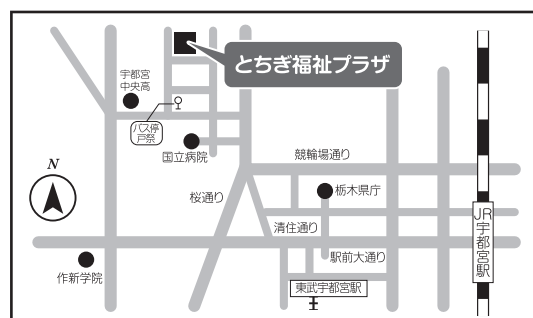 とちぎ福祉プラザ
宇都宮
中央高
バス停
戸祭
国立病院
競輪場通り
N
桜通り
栃木県庁
清住通り
JR宇都宮駅
駅前大通り
作新学院
東武宇都宮駅